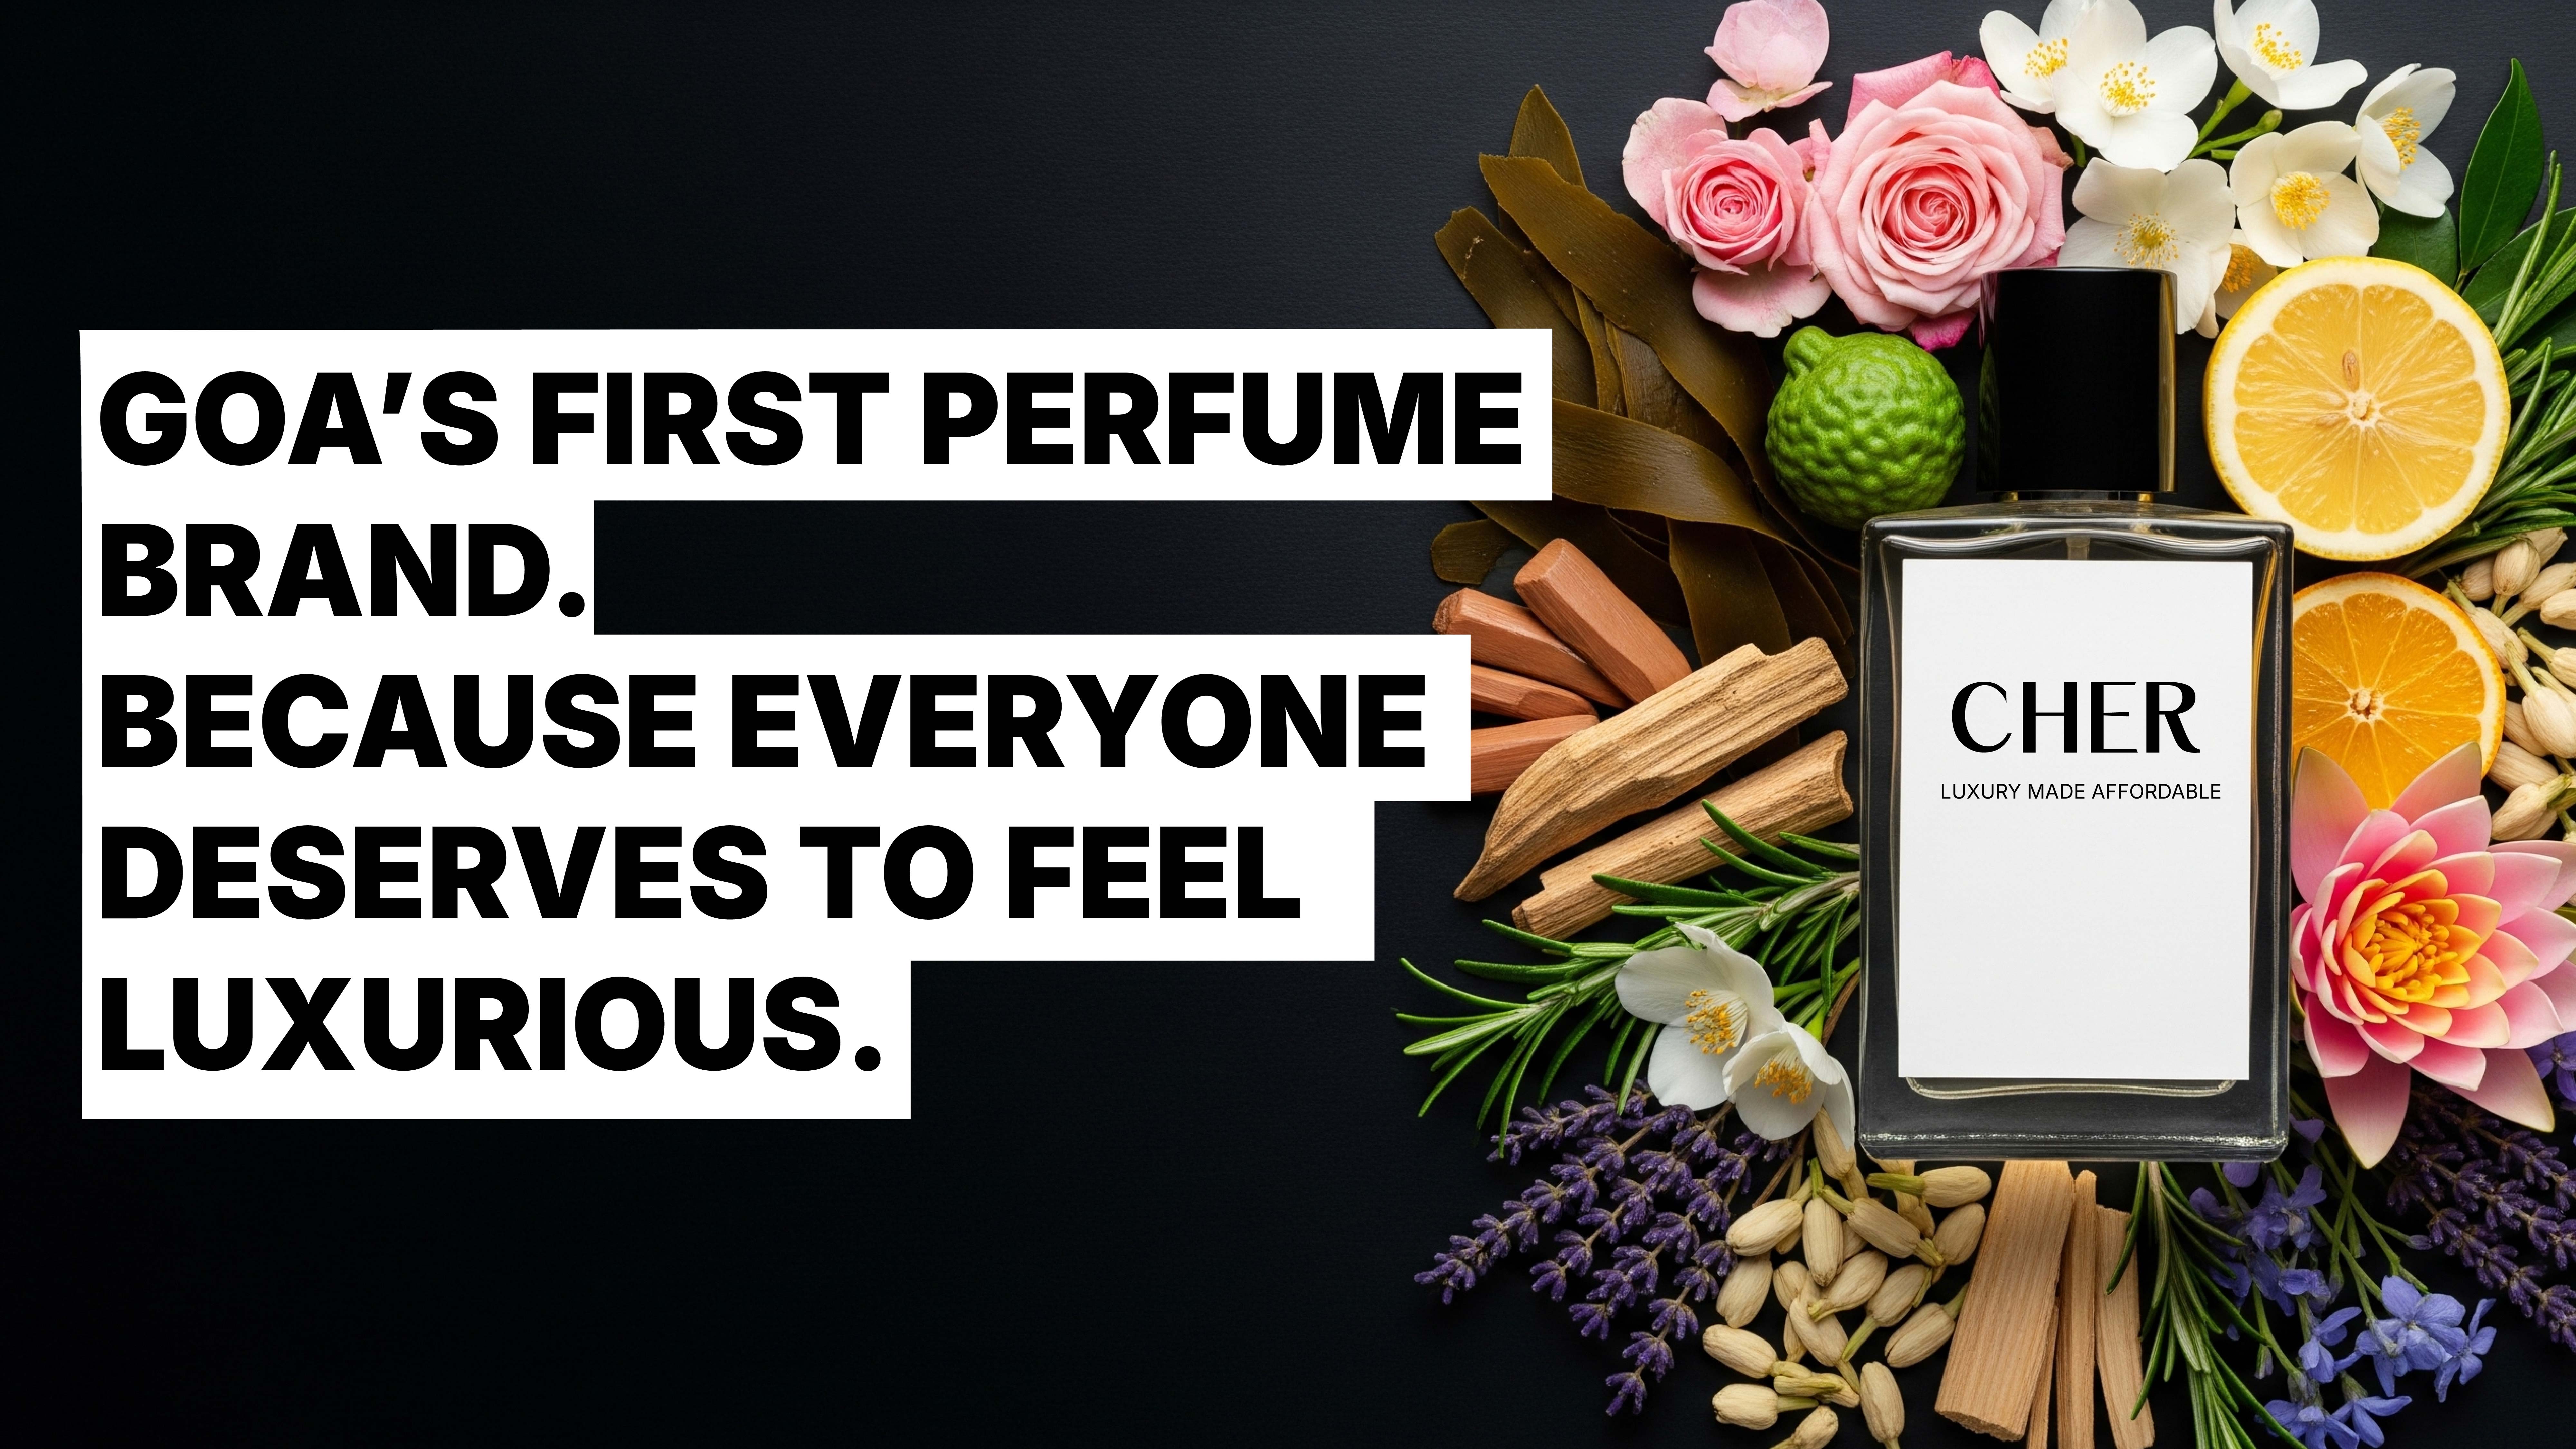 GOA’S FIRST PERFUME
BRAND.
BECAUSE EVERYONE
DESERVES TO FEEL
LUXURIOUS.
CHER
LUXURY MADE AFFORDABLE